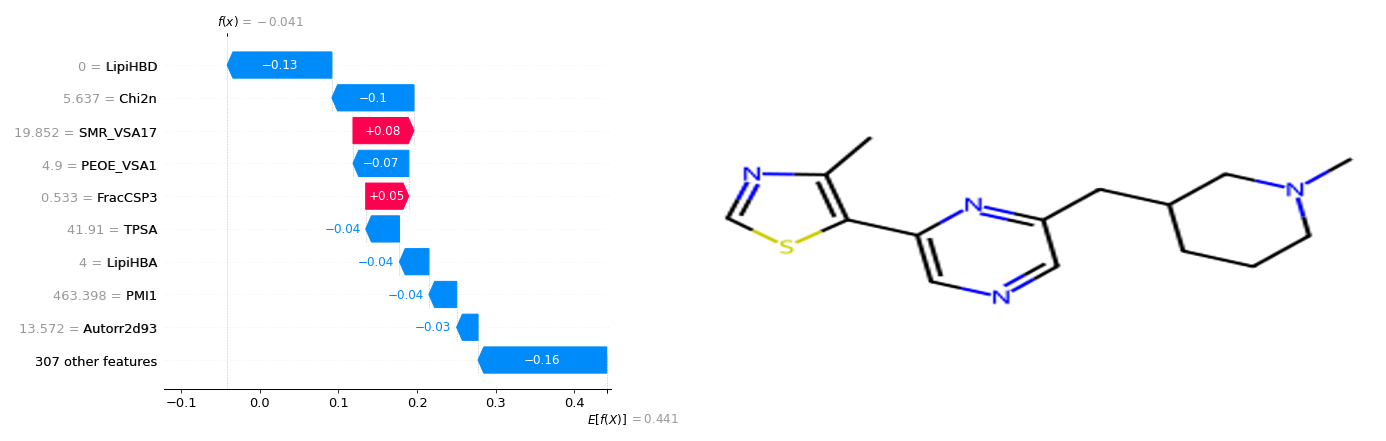 f(x) = −0.041
0 = LipiHBD
−0.13
5.637 = Chi2n
−0.1
19.852 = SMR_VSA17
+0.08
4.9 = PEOE_VSA1
−0.07
0.533 = FracCSP3
+0.05
41.91 = TPSA
−0.04
4 = LipiHBA
−0.04
463.398 = PMI1
−0.04
13.572 = Autorr2d93
−0.03
307 other features
−0.16
−0.1 0.0 0.1 0.2 0.3 0.4
E[f(X)] = 0.441
N
S
N
N
N